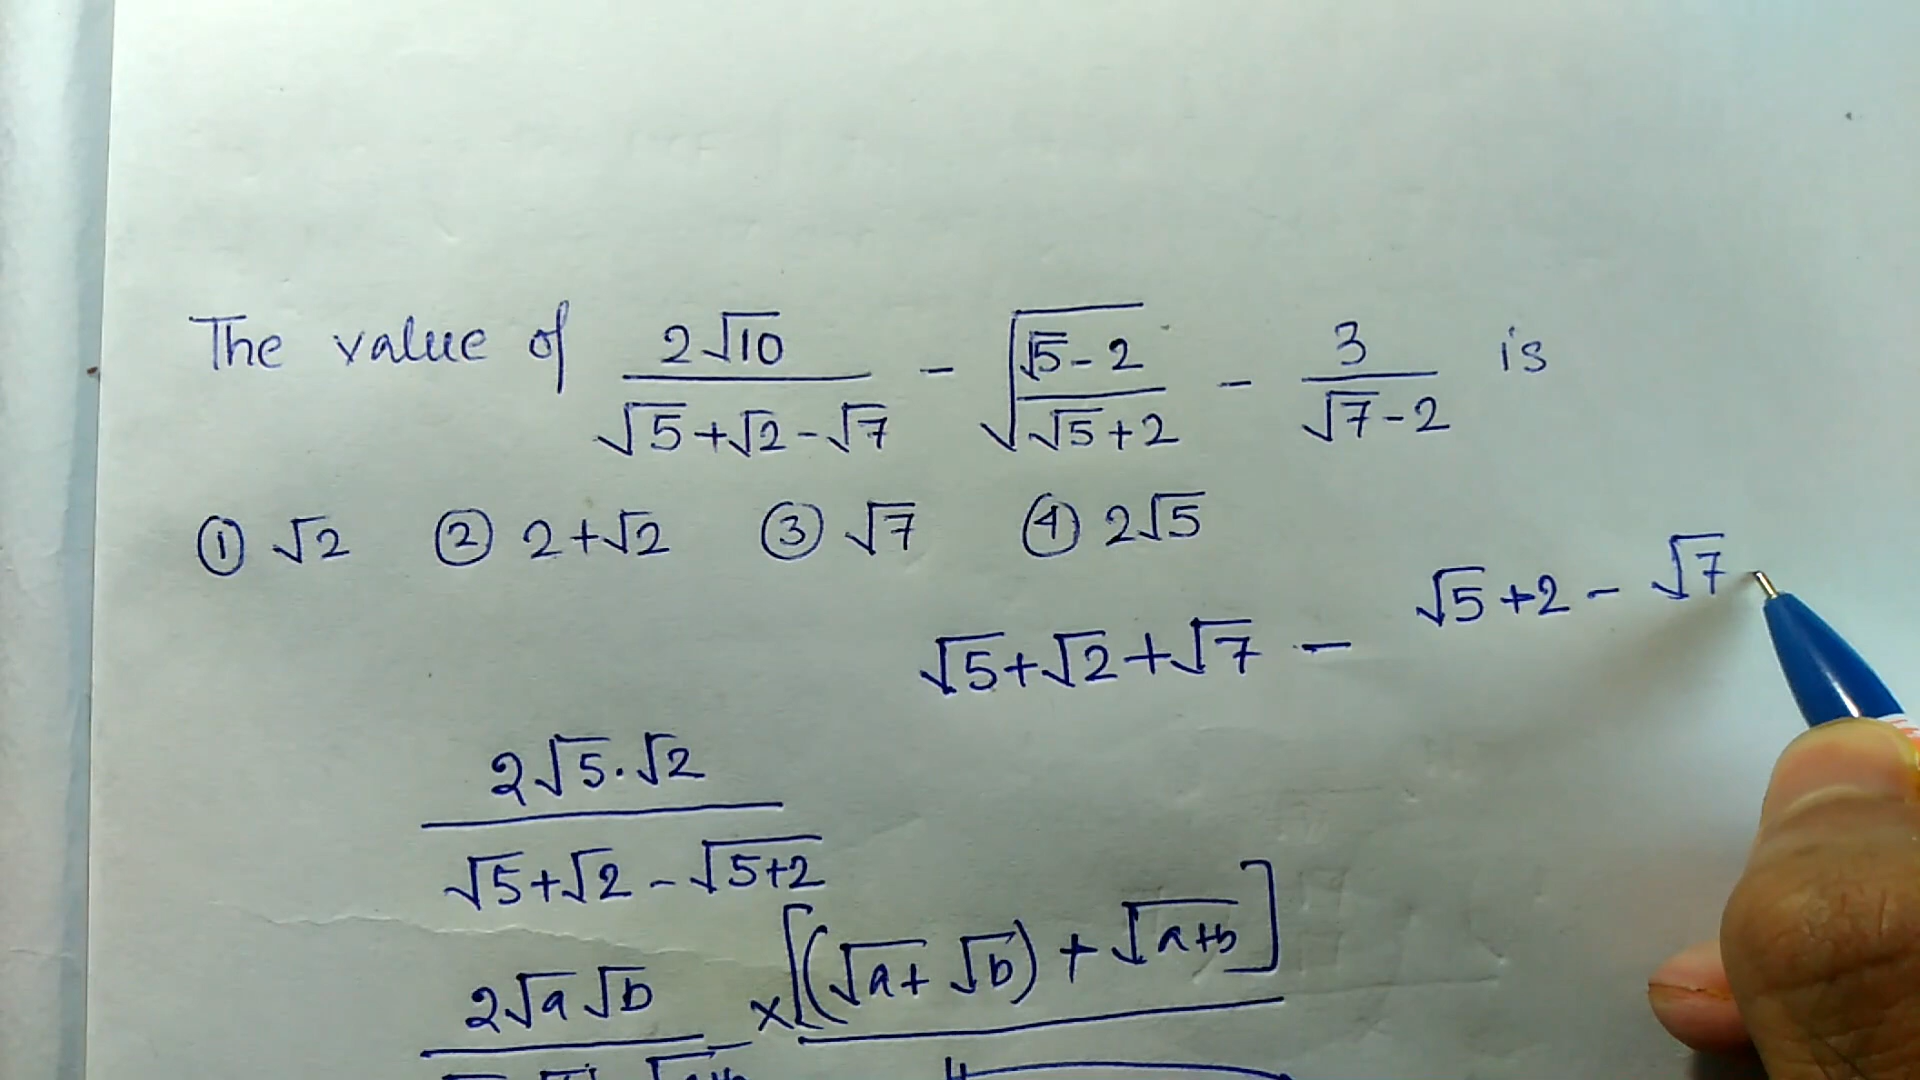 The value of 2√10/(√5+√2-√7) - √((√5-2)/(√5+2)) - 3/(√7-2) is
① √2 ② 2+√2 ③ √7 ④ 2√5
√5+√2+√7 - √5+2 - √7
2√5·√2/(√5+√2-√(5+2))
2√a√b × [(√a+√b)+√(a+b)]